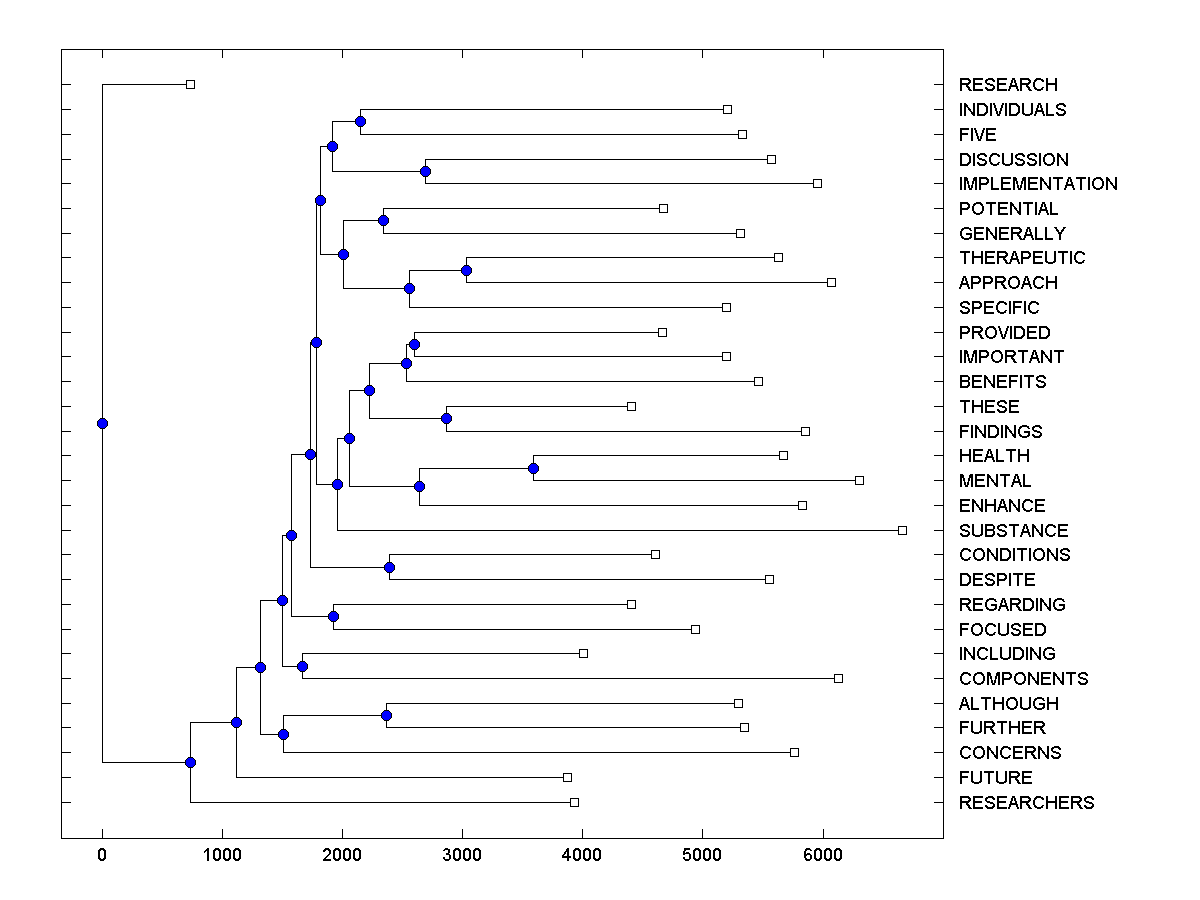 RESEARCH
INDIVIDUALS
FIVE
DISCUSSION
IMPLEMENTATION
POTENTIAL
GENERALLY
THERAPEUTIC
APPROACH
SPECIFIC
PROVIDED
IMPORTANT
BENEFITS
THESE
FINDINGS
HEALTH
MENTAL
ENHANCE
SUBSTANCE
CONDITIONS
DESPITE
REGARDING
FOCUSED
INCLUDING
COMPONENTS
ALTHOUGH
FURTHER
CONCERNS
FUTURE
RESEARCHERS
0 1000 2000 3000 4000 5000 6000